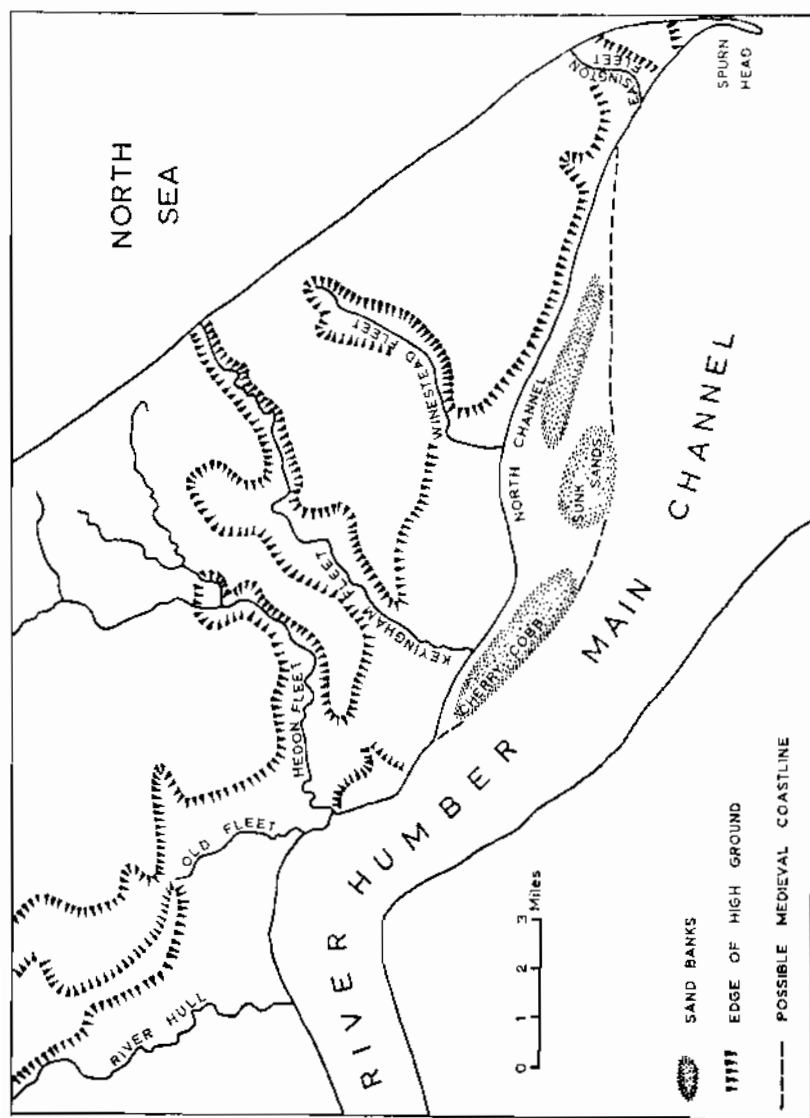 NORTH
SEA
SPURN
HEAD
EASINGTON
FLEET
WINESTEAD FLEET
NORTH CHANNEL
SUNK
SANDS
CHERRY COBB
KEYINGHAM FLEET
HEDON FLEET
OLD FLEET
RIVER HULL
RIVER HUMBER
MAIN CHANNEL
0 1 2 3
Miles
SAND BANKS
EDGE OF HIGH GROUND
POSSIBLE MEDIEVAL COASTLINE